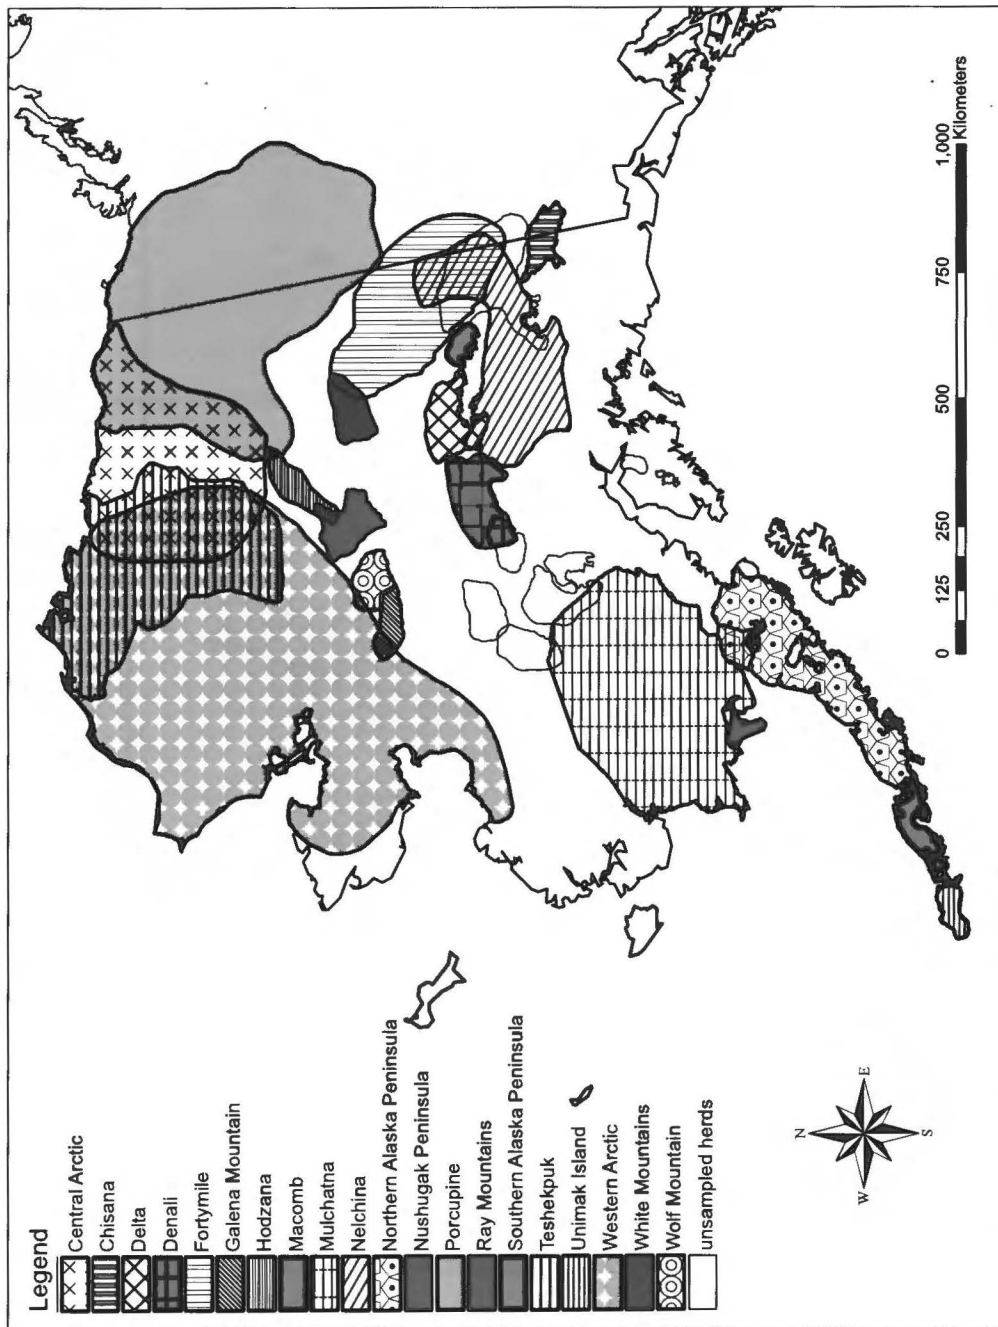 Legend
Central Arctic
Chisana
Delta
Denali
Fortymile
Galena Mountain
Hodzana
Macomb
Mulchatna
Nelchina
Northern Alaska Peninsula
Nushugak Peninsula
Porcupine
Ray Mountains
Southern Alaska Peninsula
Teshekpuk
Unimak Island
Western Arctic
White Mountains
Wolf Mountain
unsampled herds
N
W E
S
0 125 250 500 750 1,000
Kilometers